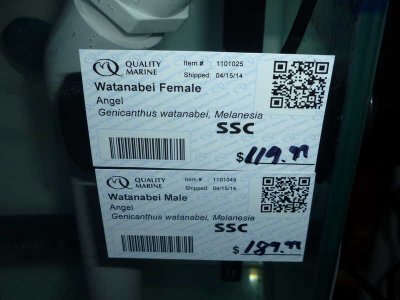 QUALITY MARINE
Item # : 1101025
Shipped: 04/15/14
Watanabei Female
Angel
Genicanthus watanabei, Melanesia
SSC
$119.99
QUALITY MARINE
Item # : 1101045
Shipped: 04/15/14
Watanabei Male
Angel
Genicanthus watanabei, Melanesia
SSC
$189.99